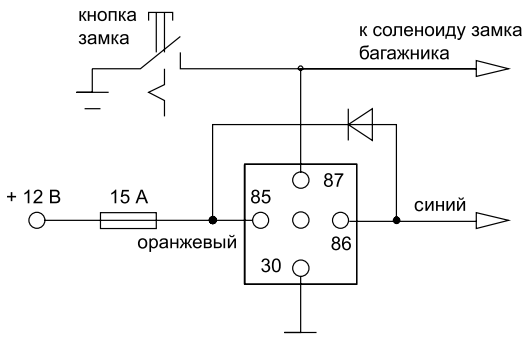 кнопка
замка
к соленоиду замка
багажника
+ 12 В
15 А
85
87
86
30
оранжевый
синий